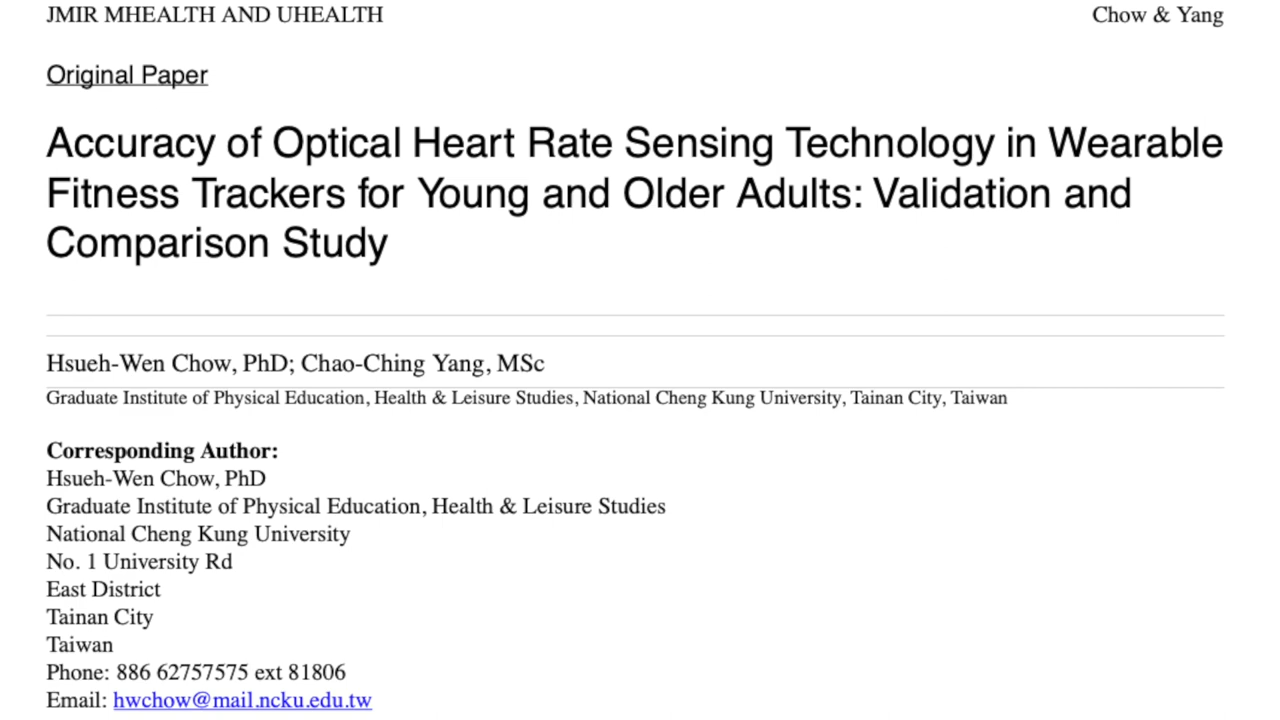 JMIR MHEALTH AND UHEALTH Chow & Yang
Original Paper
Accuracy of Optical Heart Rate Sensing Technology in Wearable
Fitness Trackers for Young and Older Adults: Validation and
Comparison Study
Hsueh-Wen Chow, PhD; Chao-Ching Yang, MSc
Graduate Institute of Physical Education, Health & Leisure Studies, National Cheng Kung University, Tainan City, Taiwan
Corresponding Author:
Hsueh-Wen Chow, PhD
Graduate Institute of Physical Education, Health & Leisure Studies
National Cheng Kung University
No. 1 University Rd
East District
Tainan City
Taiwan
Phone: 886 62757575 ext 81806
Email: hwchow@mail.ncku.edu.tw